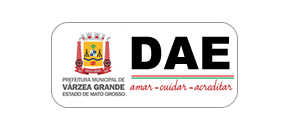 DAE
PREFEITURA MUNICIPAL DE
VÁRZEA GRANDE
ESTADO DE MATO GROSSO
amar - cuidar - acreditar